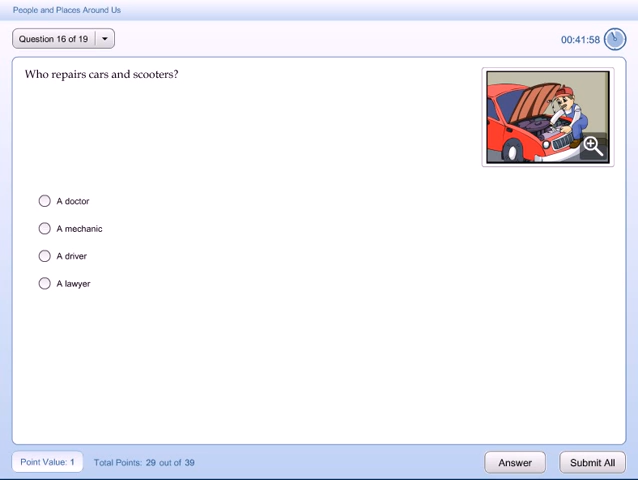 People and Places Around Us
Question 16 of 19
00:41:58
Who repairs cars and scooters?
A doctor
A mechanic
A driver
A lawyer
Point Value: 1
Total Points: 29 out of 39
Answer
Submit All